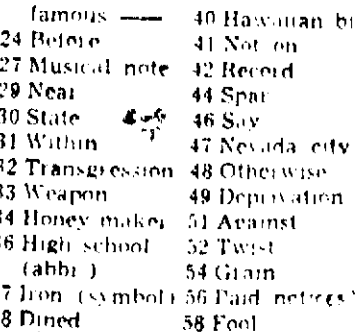 famous ——
24 Before
27 Musical note
29 Near
30 State
31 Within
32 Transgression
33 Weapon
34 Honey maker
36 High school
(abbr.)
37 Iron (symbol)
38 Dined
40 Hawaiian bi
41 Not on
42 Record
44 Spar
46 Say
47 Nevada city
48 Otherwise
49 Deprivation
51 Against
52 Twist
54 Grain
56 Paid notices
58 Fool